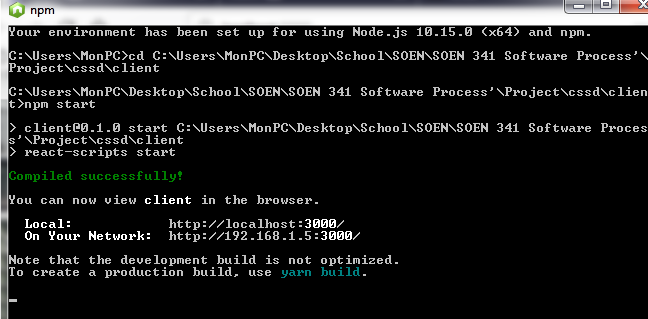 npm
Your environment has been set up for using Node.js 10.15.0 (x64) and npm.
C:\Users\MonPC>cd C:\Users\MonPC\Desktop\School\SOEN\SOEN 341 Software Process'\
Project\cssd\client
C:\Users\MonPC\Desktop\School\SOEN\SOEN 341 Software Process'\Project\cssd\clien
t>npm start
> client@0.1.0 start C:\Users\MonPC\Desktop\School\SOEN\SOEN 341 Software Proces
s'\Project\cssd\client
> react-scripts start
Compiled successfully!
You can now view client in the browser.
Local: http://localhost:3000/
On Your Network: http://192.168.1.5:3000/
Note that the development build is not optimized.
To create a production build, use yarn build.